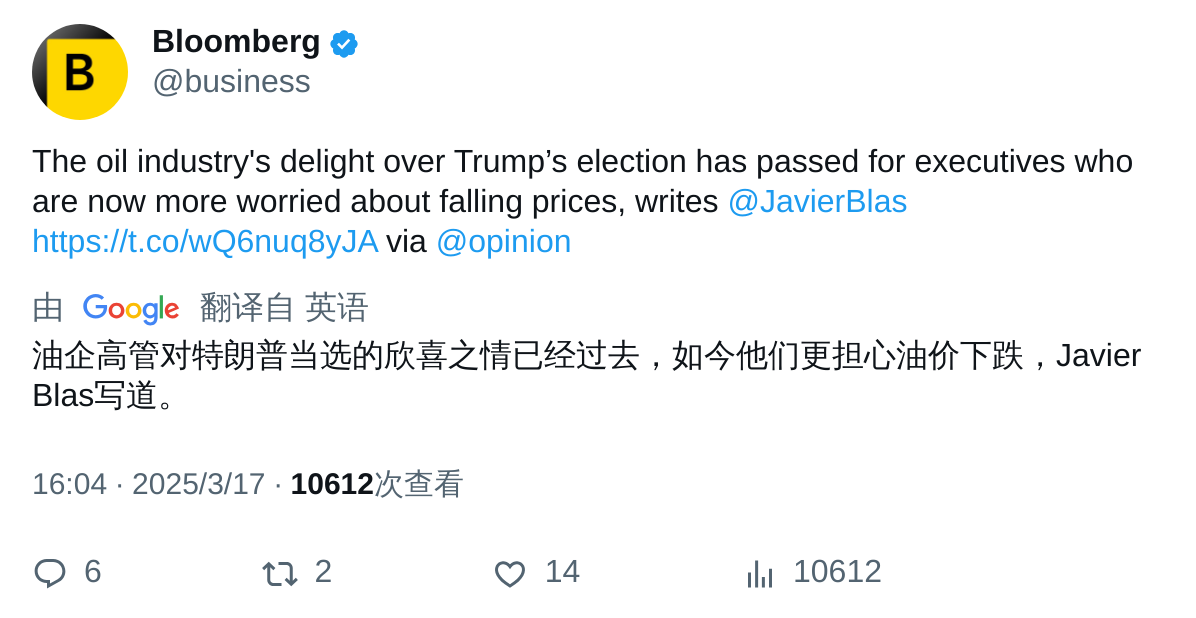 B
Bloomberg
@business
The oil industry's delight over Trump’s election has passed for executives who
are now more worried about falling prices, writes @JavierBlas
https://t.co/wQ6nuq8yJA via @opinion
由 Google 翻译自 英语
油企高管对特朗普当选的欣喜之情已经过去，如今他们更担心油价下跌，Javier
Blas写道。
16:04 · 2025/3/17 · 10612次查看
6 2 14 10612